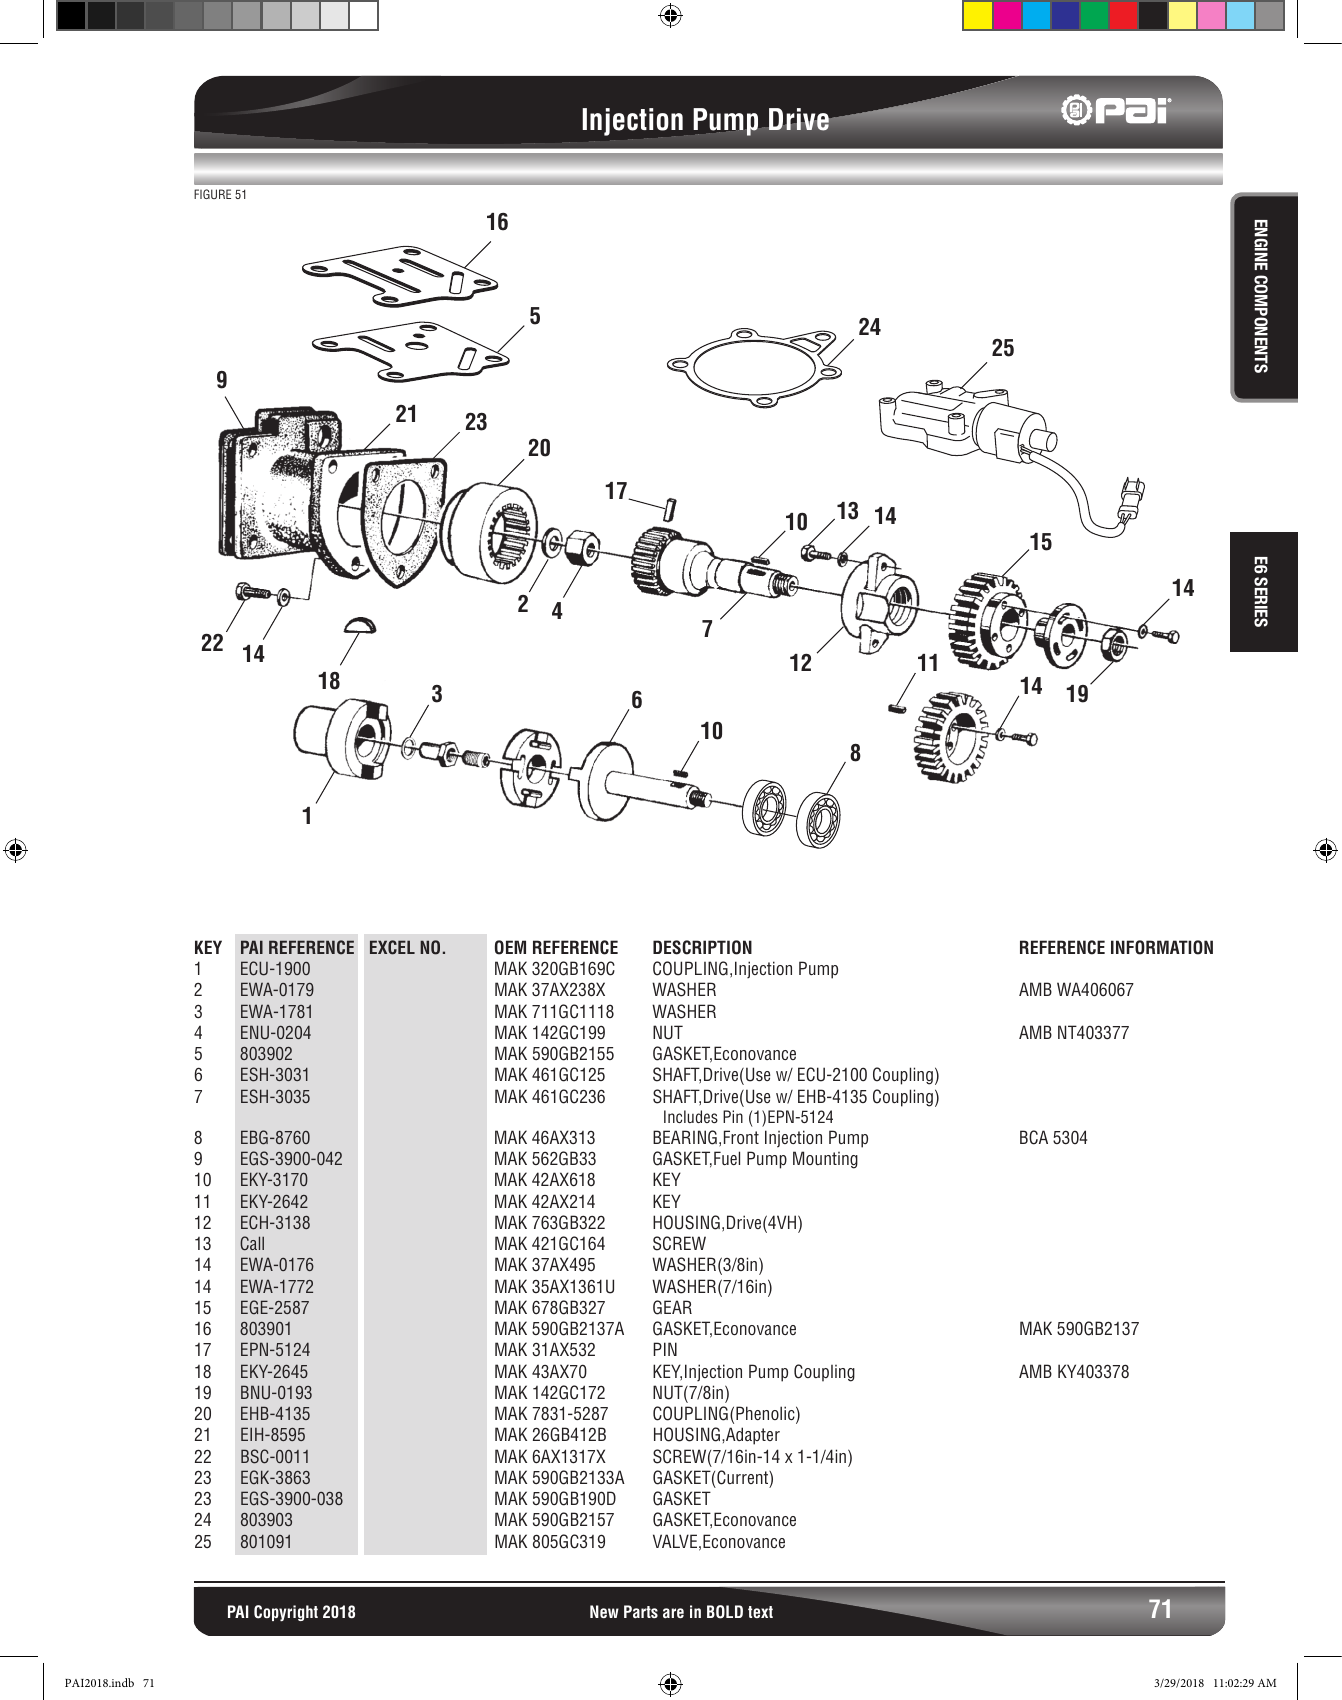 Injection Pump Drive
PAI pai
FIGURE 51
ENGINE COMPONENTS
E6 SERIES
16
5
24
25
9
21
23
20
17
10
13
14
15
14
2
4
7
12
11
22
14
18
3
6
10
14
19
8
1
KEY PAI REFERENCE EXCEL NO. OEM REFERENCE DESCRIPTION REFERENCE INFORMATION
1 ECU-1900 MAK 320GB169C COUPLING,Injection Pump
2 EWA-0179 MAK 37AX238X WASHER AMB WA406067
3 EWA-1781 MAK 711GC1118 WASHER
4 ENU-0204 MAK 142GC199 NUT AMB NT403377
5 803902 MAK 590GB2155 GASKET,Econovance
6 ESH-3031 MAK 461GC125 SHAFT,Drive(Use w/ ECU-2100 Coupling)
7 ESH-3035 MAK 461GC236 SHAFT,Drive(Use w/ EHB-4135 Coupling)
Includes Pin (1)EPN-5124
8 EBG-8760 MAK 46AX313 BEARING,Front Injection Pump BCA 5304
9 EGS-3900-042 MAK 562GB33 GASKET,Fuel Pump Mounting
10 EKY-3170 MAK 42AX618 KEY
11 EKY-2642 MAK 42AX214 KEY
12 ECH-3138 MAK 763GB322 HOUSING,Drive(4VH)
13 Call MAK 421GC164 SCREW
14 EWA-0176 MAK 37AX495 WASHER(3/8in)
14 EWA-1772 MAK 35AX1361U WASHER(7/16in)
15 EGE-2587 MAK 678GB327 GEAR
16 803901 MAK 590GB2137A GASKET,Econovance MAK 590GB2137
17 EPN-5124 MAK 31AX532 PIN
18 EKY-2645 MAK 43AX70 KEY,Injection Pump Coupling AMB KY403378
19 BNU-0193 MAK 142GC172 NUT(7/8in)
20 EHB-4135 MAK 7831-5287 COUPLING(Phenolic)
21 EIH-8595 MAK 26GB412B HOUSING,Adapter
22 BSC-0011 MAK 6AX1317X SCREW(7/16in-14 x 1-1/4in)
23 EGK-3863 MAK 590GB2133A GASKET(Current)
23 EGS-3900-038 MAK 590GB190D GASKET
24 803903 MAK 590GB2157 GASKET,Econovance
25 801091 MAK 805GC319 VALVE,Econovance
PAI Copyright 2018 New Parts are in BOLD text 71
PAI2018.indb 71 3/29/2018 11:02:29 AM